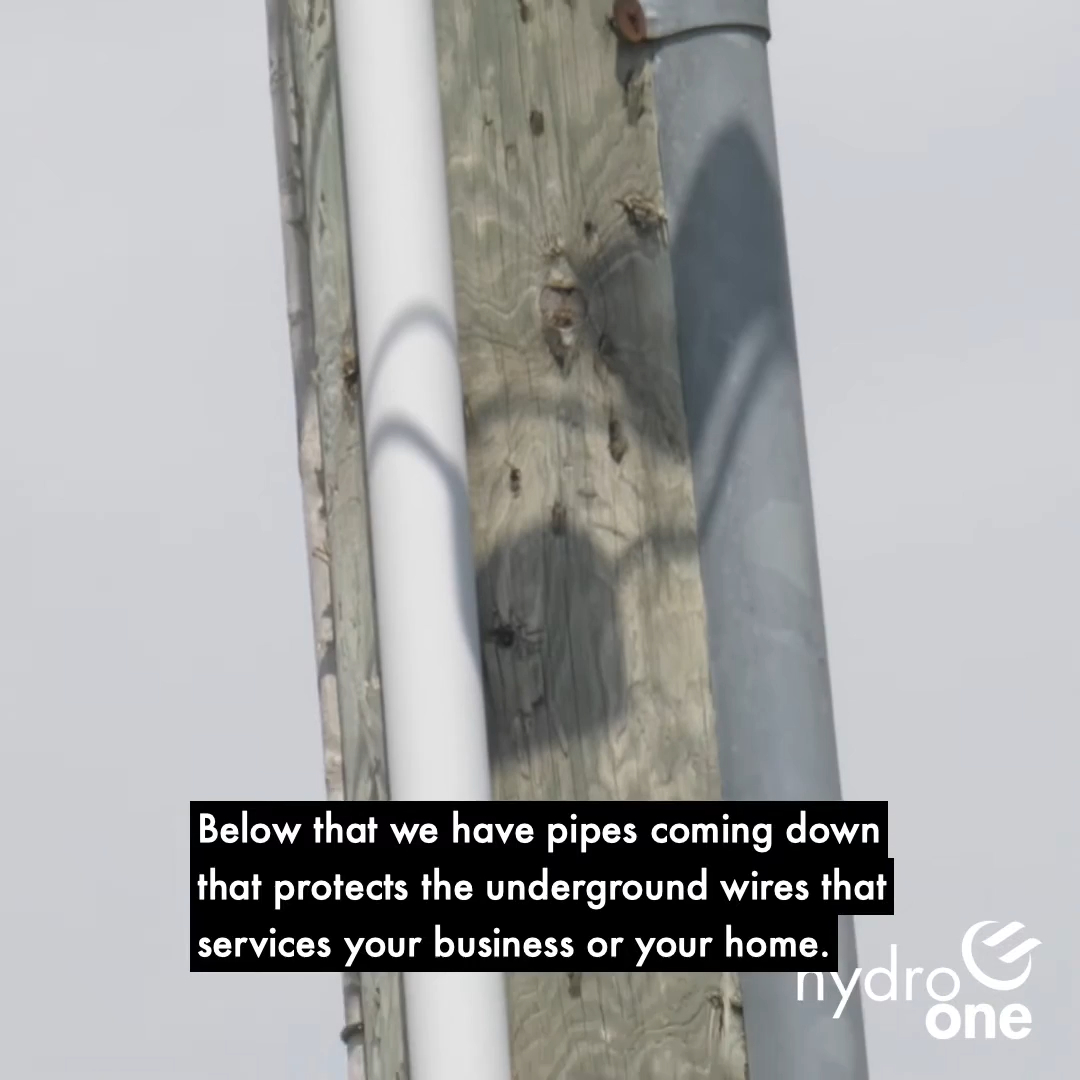 Below that we have pipes coming down
that protects the underground wires that
services your business or your home.
hydro
one